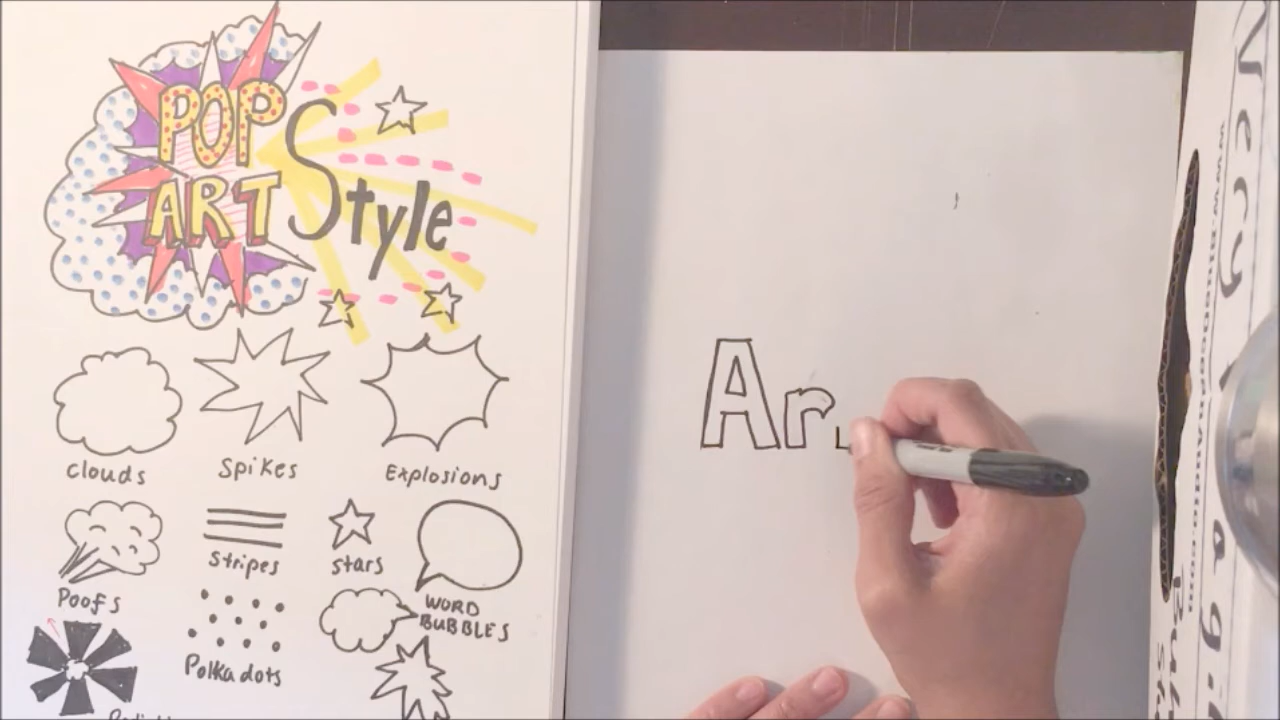 POP
ART Style
Clouds
Spikes
Explosions
Poofs
Stripes
Stars
WORD
BUBBLES
Polka dots
Ar